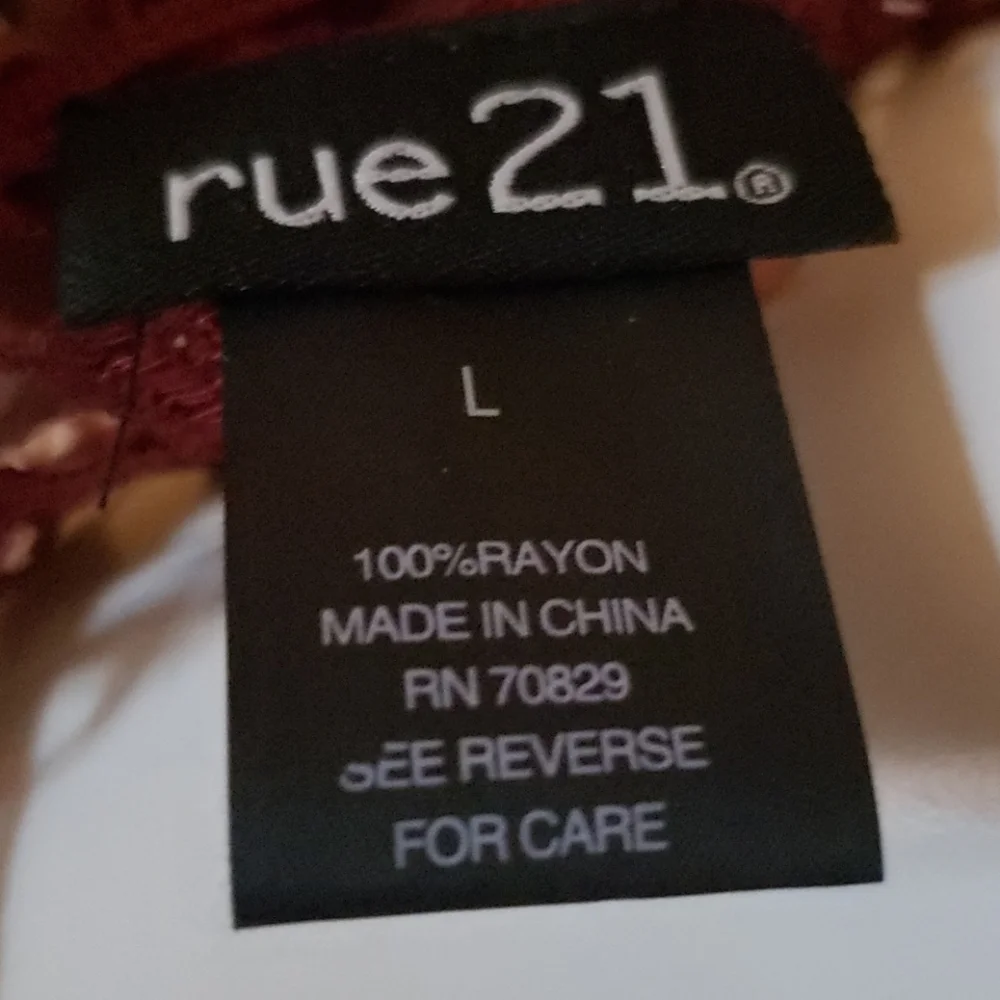 rue21®
L
100%RAYON
MADE IN CHINA
RN 70829
SEE REVERSE
FOR CARE